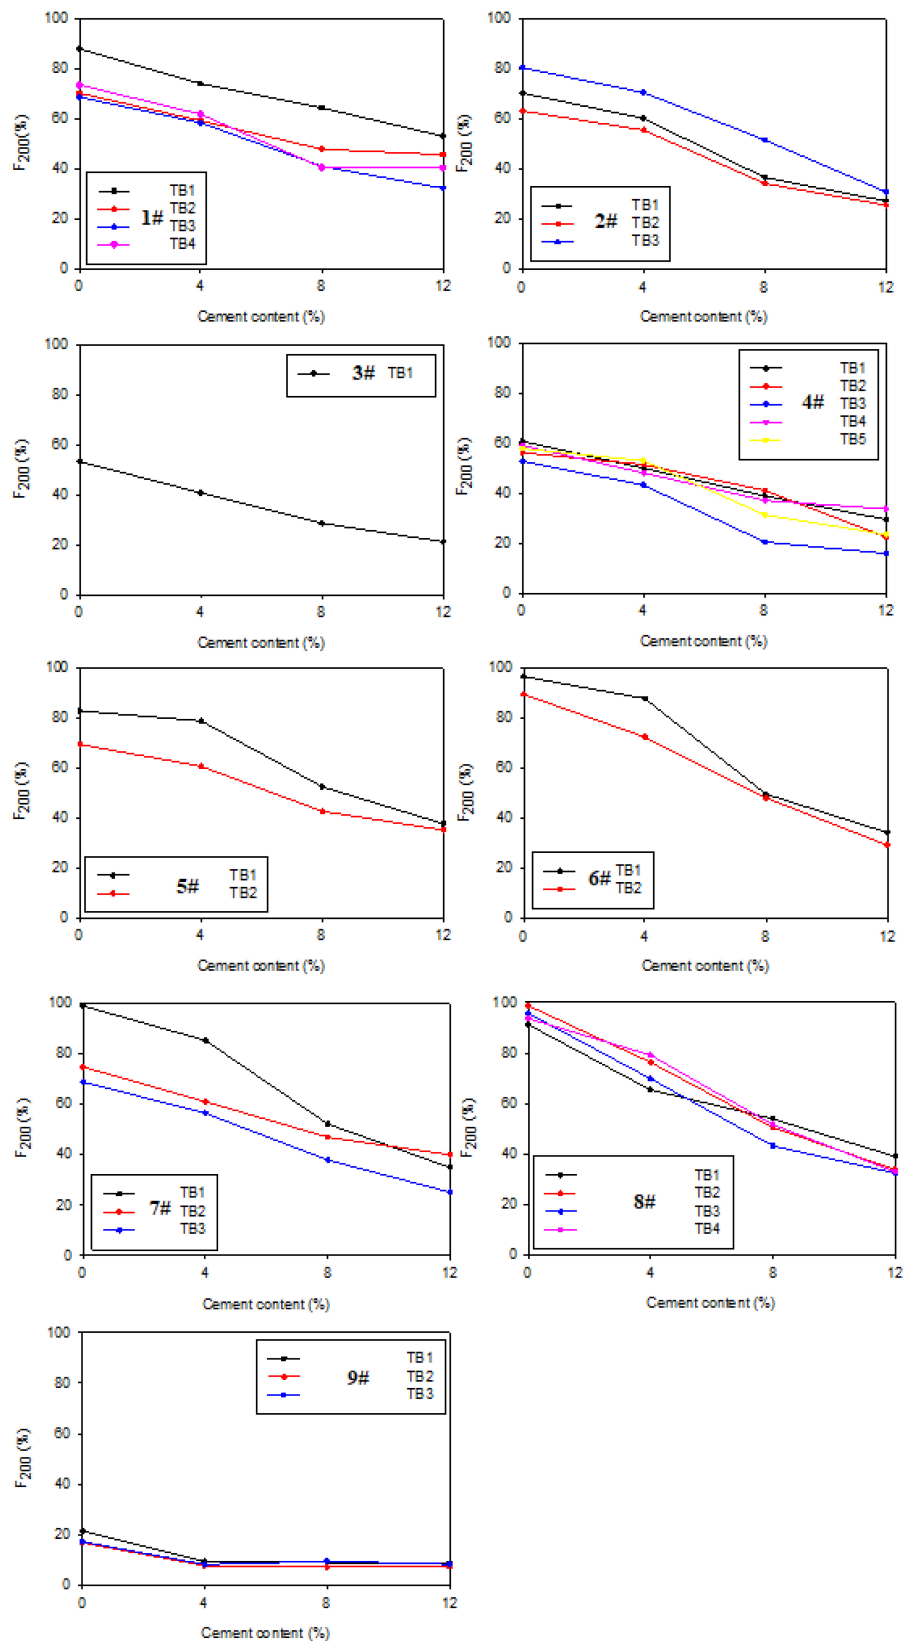 100
80
60
40
20
0
F200(%)
1#
TB1
TB2
TB3
TB4
0 4 8 12
Cement content (%)
100
80
60
40
20
0
F200 (%)
2#
TB1
TB2
TB3
0 4 8 12
Cement content (%)
100
80
60
40
20
0
F200 (%)
3# TB1
0 4 8 12
Cement content (%)
100
80
60
40
20
0
F200 (%)
4#
TB1
TB2
TB3
TB4
TB5
0 4 8 12
Cement content (%)
100
80
60
40
20
0
F200 (%)
5#
TB1
TB2
0 4 8 12
Cement content (%)
100
80
60
40
20
0
F200 (%)
6#
TB1
TB2
0 4 8 12
Cement content (%)
100
80
60
40
20
0
F200 (%)
7#
TB1
TB2
TB3
0 4 8 12
Cement content (%)
100
80
60
40
20
0
F200 (%)
8#
TB1
TB2
TB3
TB4
0 4 8 12
Cement content (%)
100
80
60
40
20
0
F200 (%)
9#
TB1
TB2
TB3
0 4 8 12
Cement content (%)